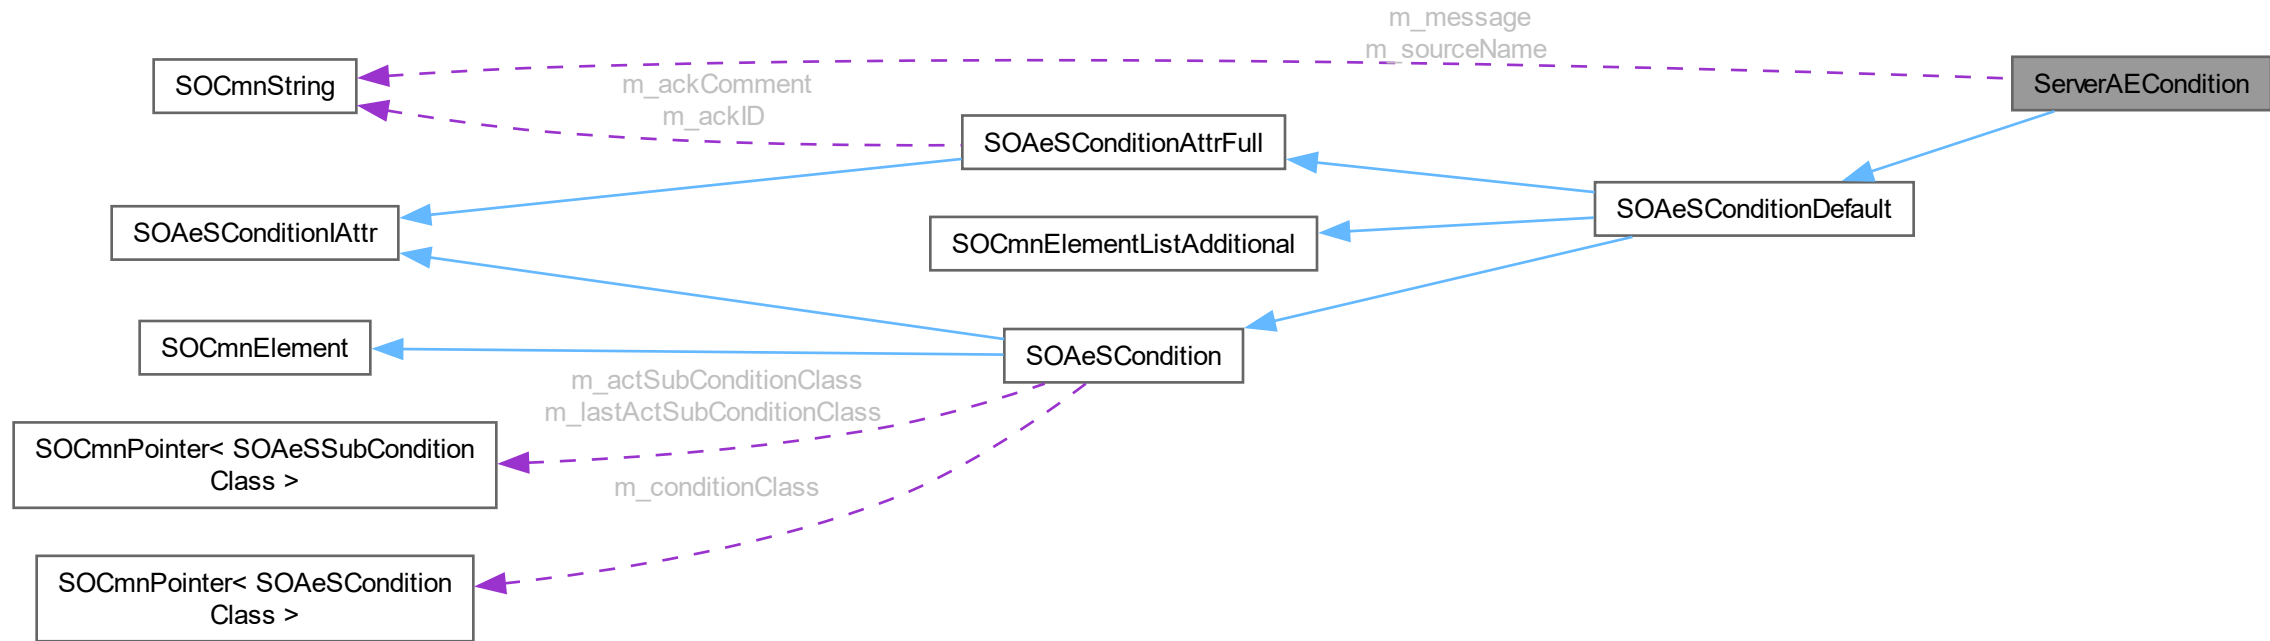 m_message
m_sourceName
SOCmnString
ServerAECondition
m_ackComment
m_ackID
SOAeSConditionAttrFull
SOAeSConditionDefault
SOAeSConditionIAttr
SOCmnElementListAdditional
SOCmnElement
SOAeSCondition
m_actSubConditionClass
m_lastActSubConditionClass
SOCmnPointer< SOAeSSubCondition
Class >
m_conditionClass
SOCmnPointer< SOAeSCondition
Class >